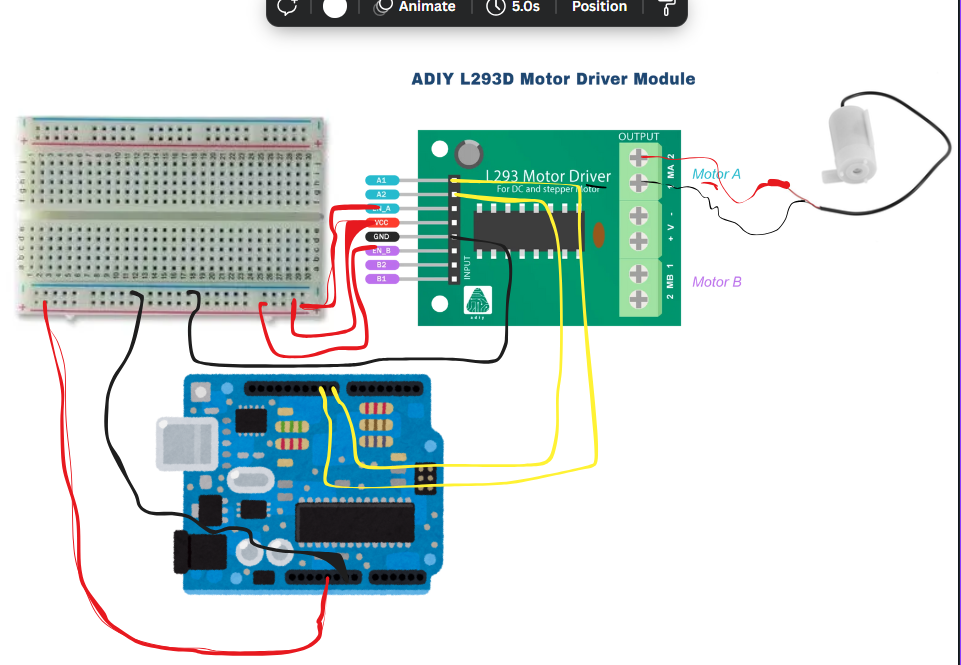 Animate
5.0s
Position
ADIY L293D Motor Driver Module
OUTPUT
L293 Motor Driver
For DC and stepper Motor
A1
A2
VCC
GND
EN_B
B2
B1
INPUT
adiy
1 MA 2
+ V -
2 MB 1
Motor A
Motor B